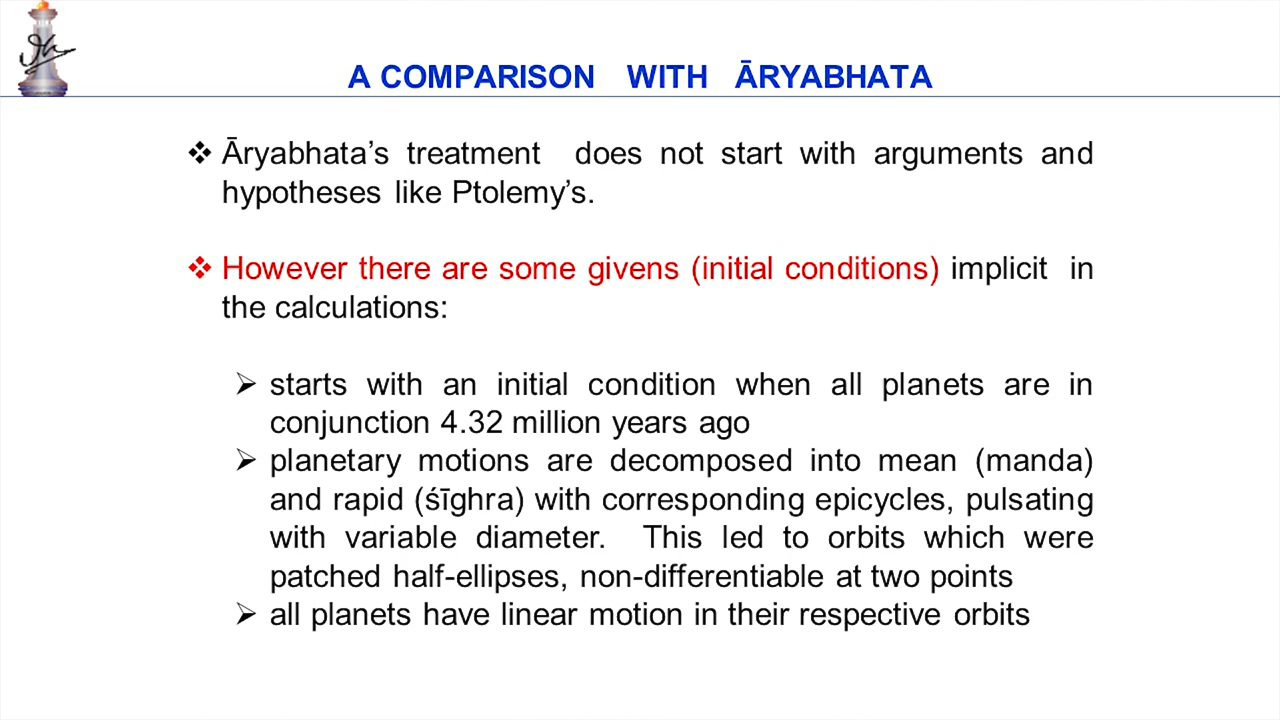 A COMPARISON WITH ĀRYABHATA
❖ Āryabhata’s treatment does not start with arguments and
hypotheses like Ptolemy’s.
❖ However there are some givens (initial conditions) implicit in
the calculations:
➢ starts with an initial condition when all planets are in
conjunction 4.32 million years ago
➢ planetary motions are decomposed into mean (manda)
and rapid (śīghra) with corresponding epicycles, pulsating
with variable diameter. This led to orbits which were
patched half-ellipses, non-differentiable at two points
➢ all planets have linear motion in their respective orbits